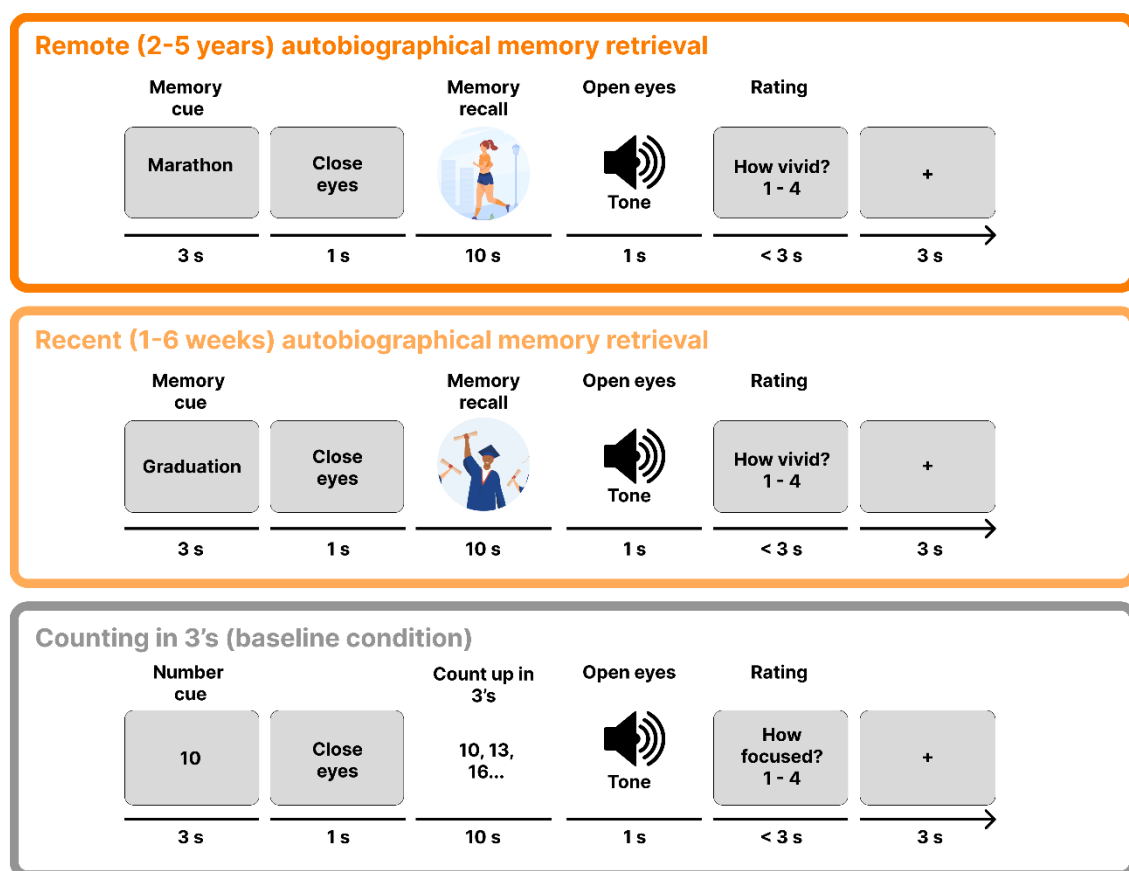 Remote (2-5 years) autobiographical memory retrieval
Memory
cue
Memory
recall
Open eyes
Rating
Marathon
Close
eyes
Tone
How vivid?
1 - 4
+
3 s
1 s
10 s
1 s
< 3 s
3 s
Recent (1-6 weeks) autobiographical memory retrieval
Memory
cue
Memory
recall
Open eyes
Rating
Graduation
Close
eyes
Tone
How vivid?
1 - 4
+
3 s
1 s
10 s
1 s
< 3 s
3 s
Counting in 3’s (baseline condition)
Number
cue
Count up in
3’s
Open eyes
Rating
10
Close
eyes
10, 13,
16...
Tone
How
focused?
1 - 4
+
3 s
1 s
10 s
1 s
< 3 s
3 s